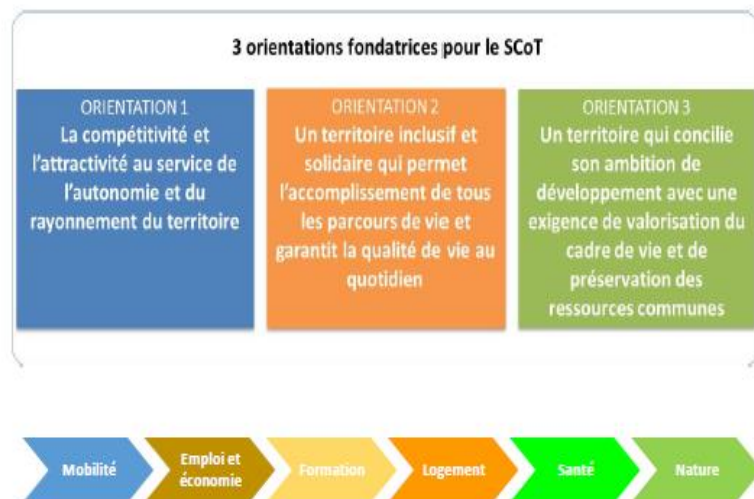 3 orientations fondatrices pour le SCoT
ORIENTATION 1
La compétitivité et
l'attractivité au service de
l'autonomie et du
rayonnement du territoire
ORIENTATION 2
Un territoire inclusif et
solidaire qui permet
l'accomplissement de tous
les parcours de vie et
garantit la qualité de vie au
quotidien
ORIENTATION 3
Un territoire qui concilie
son ambition de
développement avec une
exigence de valorisation du
cadre de vie et de
préservation des
ressources communes
Mobilité
Emploi et
économie
Formation
Logement
Santé
Nature